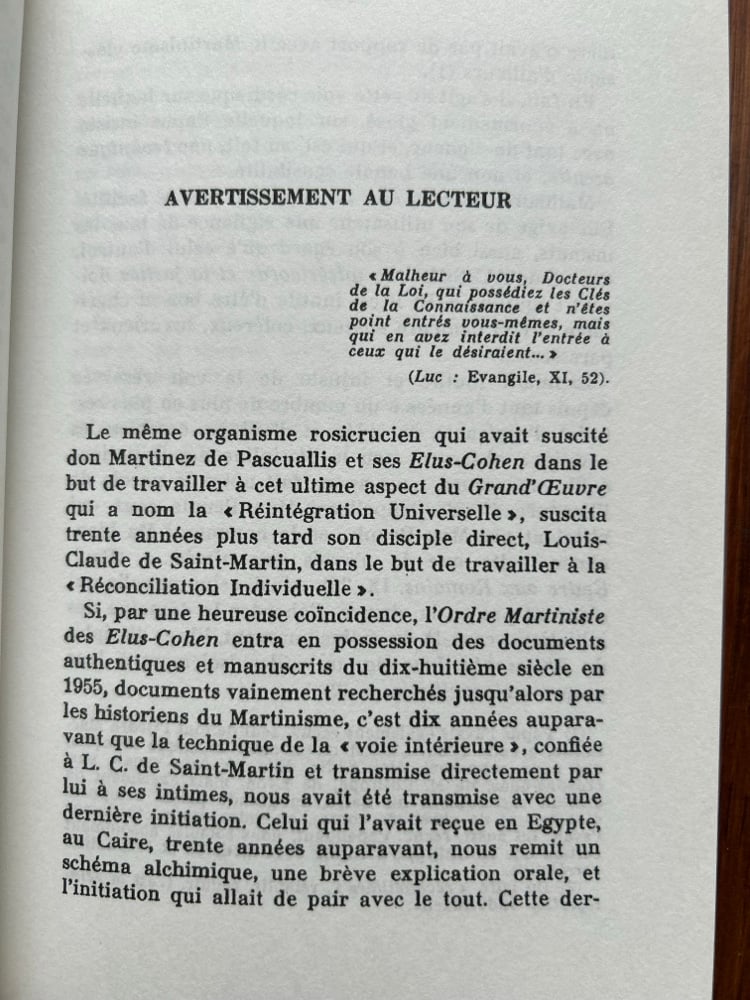 AVERTISSEMENT AU LECTEUR
« Malheur à vous, Docteurs
de la Loi, qui possédiez les Clés
de la Connaissance et n'êtes
point entrés vous-mêmes, mais
qui en avez interdit l'entrée à
ceux qui le désiraient... »
(Luc : Evangile, XI, 52).
Le même organisme rosicrucien qui avait suscité
don Martinez de Pascuallis et ses Elus-Cohen dans le
but de travailler à cet ultime aspect du Grand'Œuvre
qui a nom la « Réintégration Universelle », suscita
trente années plus tard son disciple direct, Louis-
Claude de Saint-Martin, dans le but de travailler à la
« Réconciliation Individuelle ».
Si, par une heureuse coïncidence, l'Ordre Martiniste
des Elus-Cohen entra en possession des documents
authentiques et manuscrits du dix-huitième siècle en
1955, documents vainement recherchés jusqu'alors par
les historiens du Martinisme, c'est dix années aupara-
vant que la technique de la « voie intérieure », confiée
à L. C. de Saint-Martin et transmise directement par
lui à ses intimes, nous avait été transmise avec une
dernière initiation. Celui qui l'avait reçue en Egypte,
au Caire, trente années auparavant, nous remit un
schéma alchimique, une brève explication orale, et
l'initiation qui allait de pair avec le tout. Cette der-